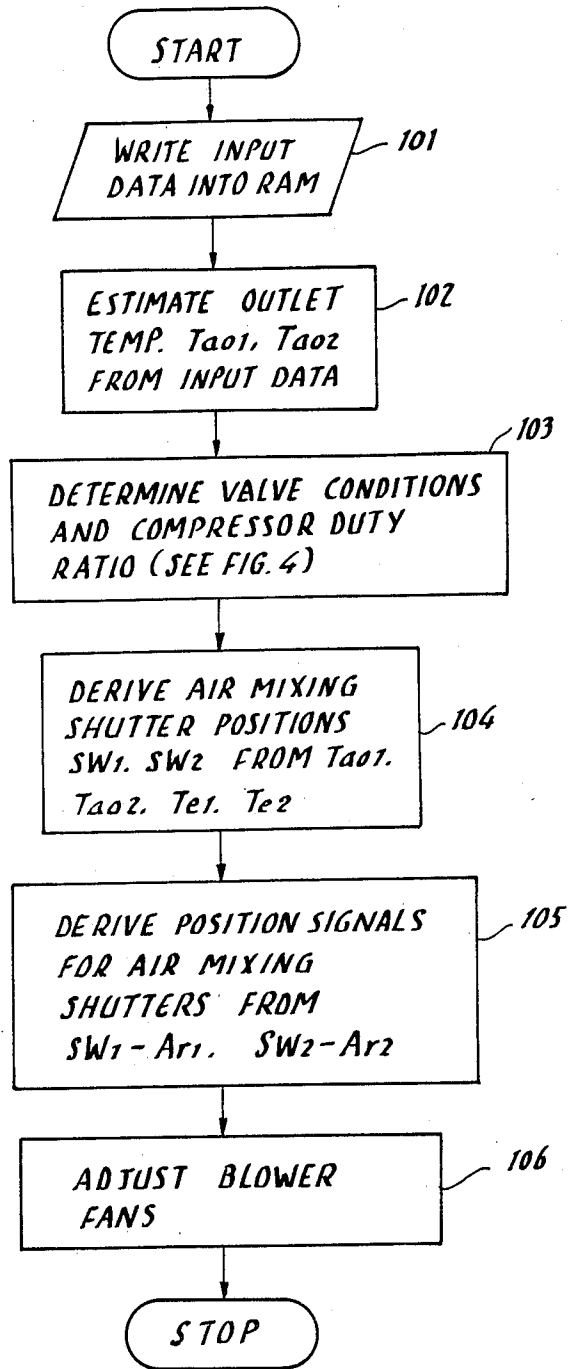 START
WRITE INPUT
DATA INTO RAM
101
ESTIMATE OUTLET
TEMP. Tao1, Tao2
FROM INPUT DATA
102
DETERMINE VALVE CONDITIONS
AND COMPRESSOR DUTY
RATIO (SEE FIG. 4)
103
DERIVE AIR MIXING
SHUTTER POSITIONS
SW1. SW2 FROM Tao1.
Tao2. Te1. Te2
104
DERIVE POSITION SIGNALS
FOR AIR MIXING
SHUTTERS FROM
SW1-Ar1. SW2-Ar2
105
ADJUST BLOWER
FANS
106
STOP